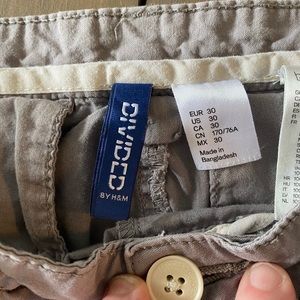 DIVIDED
BY H&M
EUR 30
US 30
CA 30
CN 170/76A
MX 30
Made in
Bangladesh